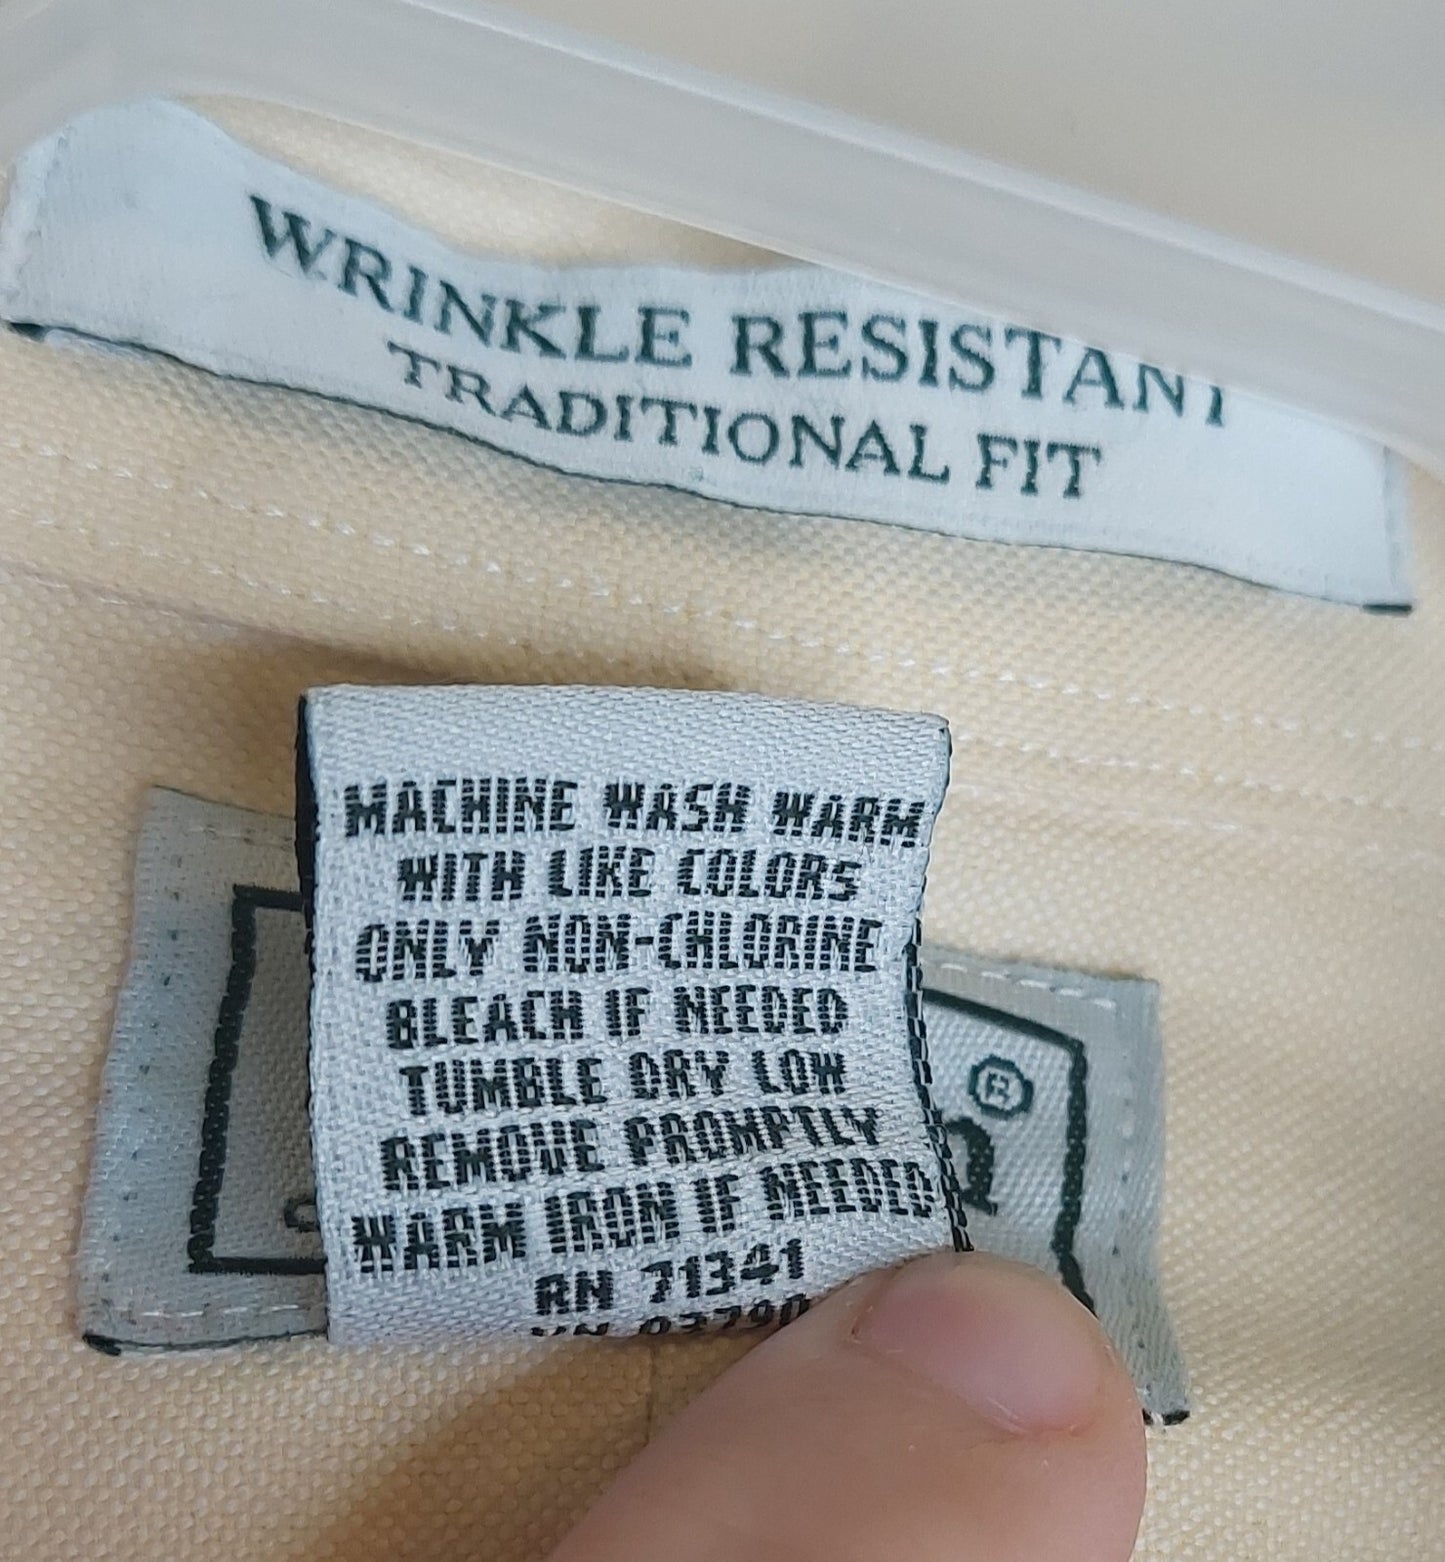 WRINKLE RESISTANT
TRADITIONAL FIT
MACHINE WASH WARM
WITH LIKE COLORS
ONLY NON-CHLORINE
BLEACH IF NEEDED
TUMBLE DRY LOW
REMOVE PROMPTLY
WARM IRON IF NEEDED
RN 71341
®